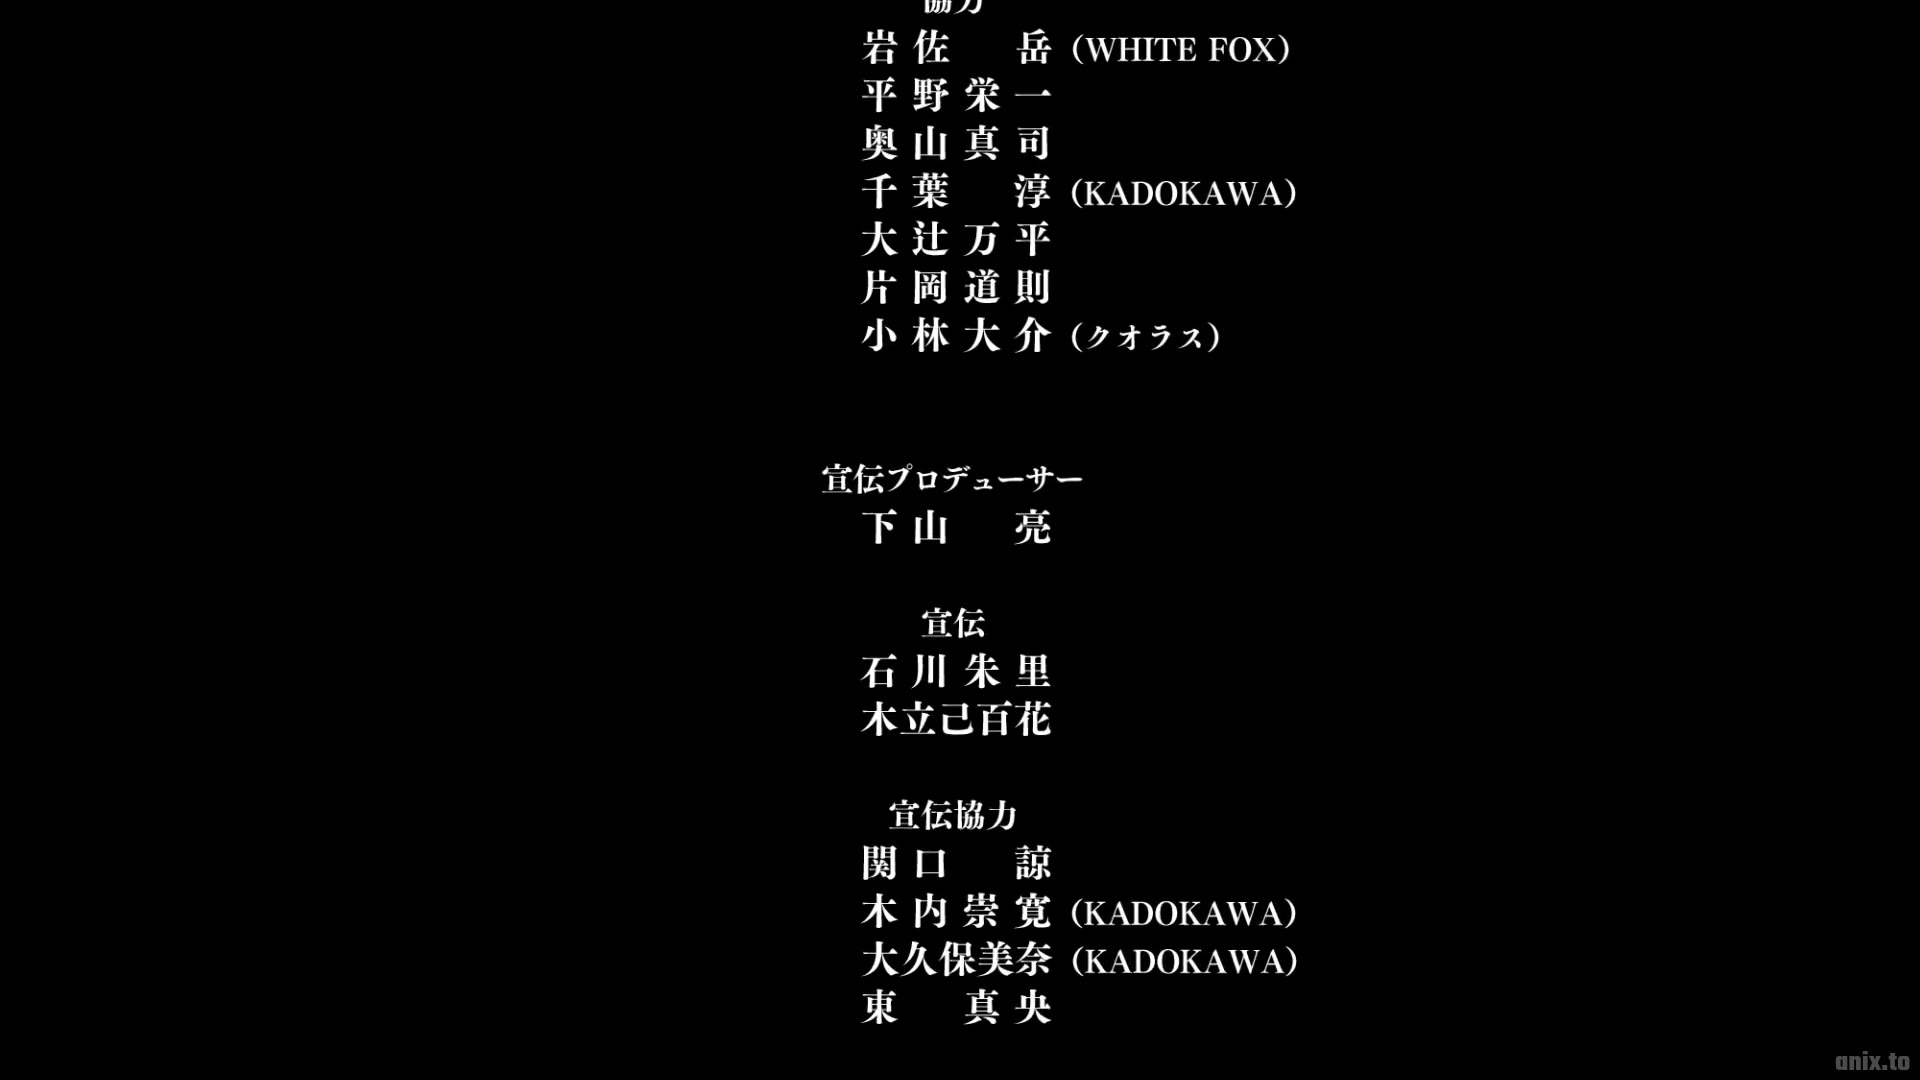 協力
岩佐 岳（WHITE FOX）
平野栄一
奥山真司
千葉 淳（KADOKAWA）
大辻万平
片岡道則
小林大介（クオラス）
宣伝プロデューサー
下山 亮
宣伝
石川朱里
木立己百花
宣伝協力
関口 諒
木内崇寛（KADOKAWA）
大久保美奈（KADOKAWA）
東 真央
anix.to